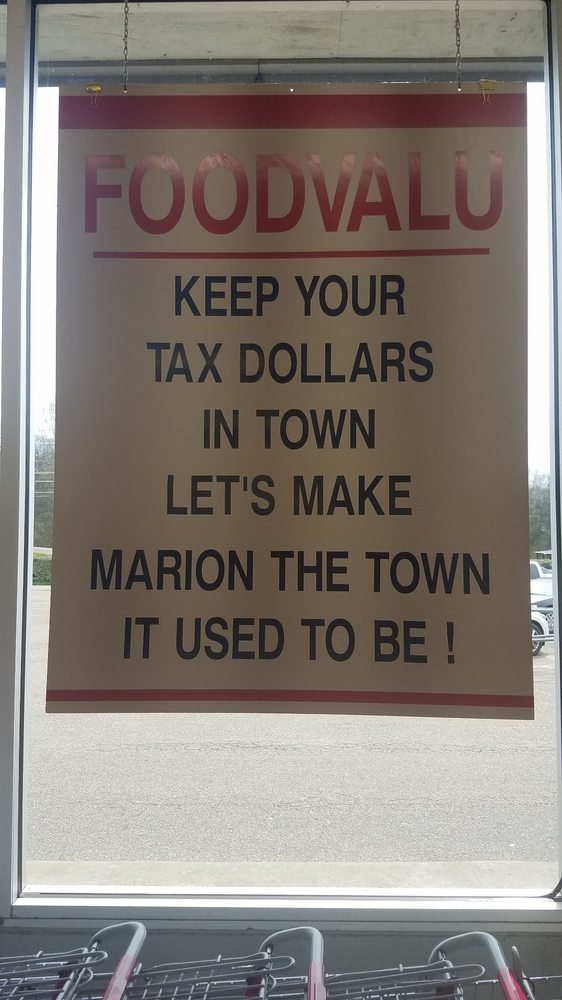 FOODVALU
KEEP YOUR
TAX DOLLARS
IN TOWN
LET'S MAKE
MARION THE TOWN
IT USED TO BE !